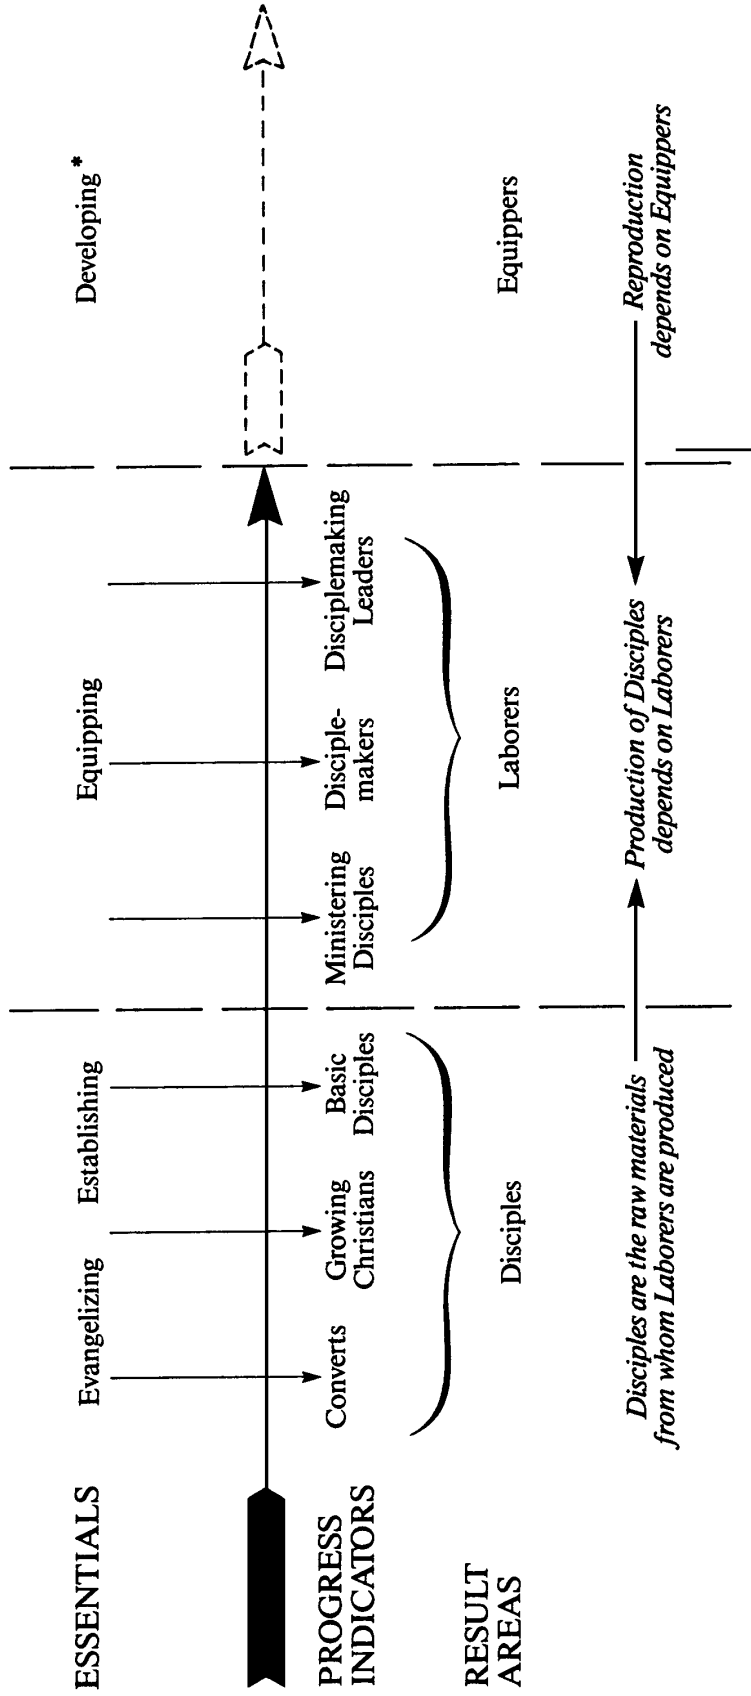 ESSENTIALS
Evangelizing
Establishing
Equipping
Developing*
PROGRESS
INDICATORS
Converts
Growing
Christians
Basic
Disciples
Ministering
Disciples
Disciple-
makers
Disciplemaking
Leaders
RESULT
AREAS
Disciples
Laborers
Equippers
Disciples are the raw materials
from whom Laborers are produced
Production of Disciples
depends on Laborers
Reproduction
depends on Equippers